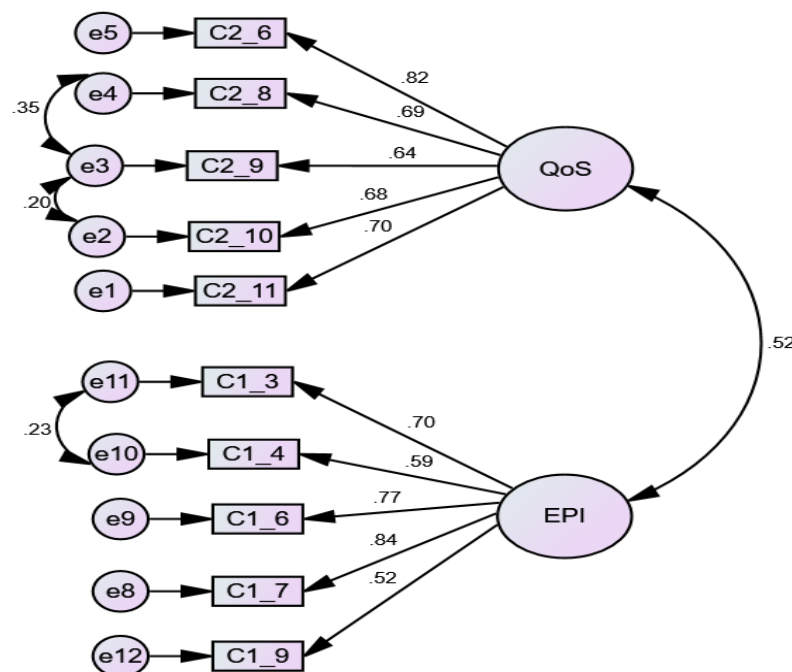 e5 C2_6
.82
e4 C2_8
.69
.35
e3 C2_9 .64 QoS
.20
.68
e2 C2_10
.70
e1 C2_11
.52
e11 C1_3
.70
.23
e10 C1_4
.59
e9 C1_6
.77
EPI
.84
e8 C1_7
.52
e12 C1_9